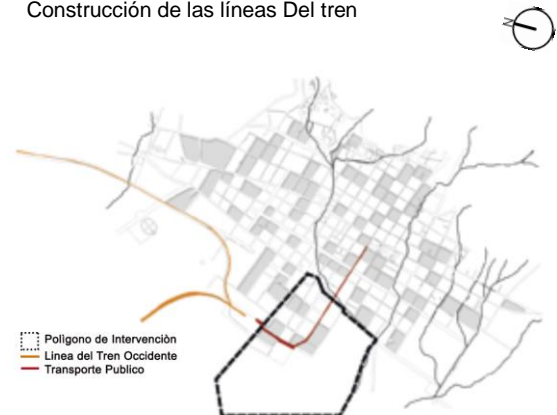 Construcción de las líneas Del tren
N
Poligono de Intervenciòn
Linea del Tren Occidente
Transporte Publico